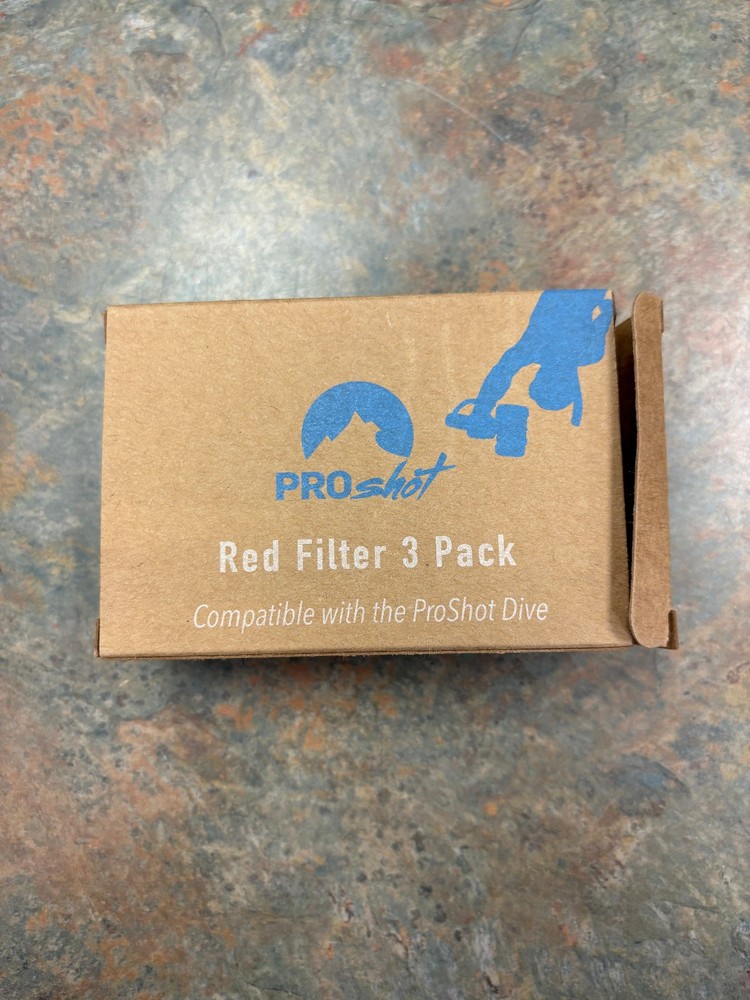 PROshot
Red Filter 3 Pack
Compatible with the ProShot Dive